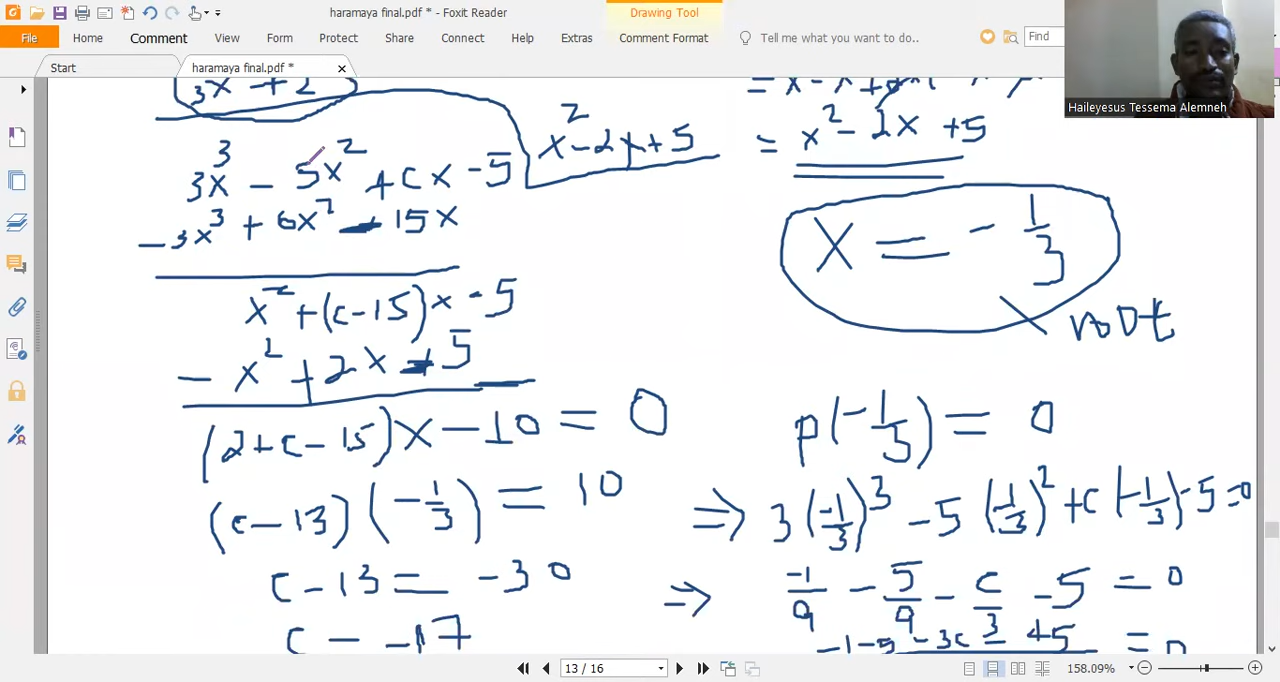 haramaya final.pdf * - Foxit Reader
Drawing Tool
File Home Comment View Form Protect Share Connect Help Extras Comment Format Tell me what you want to do.. Find
Start haramaya final.pdf * x
Haileyesus Tessema Alemneh
3x + 2
x² - 2x + 5
= x² - 2x + 5
3x³ - 5x² + cx - 5
- 3x³ + 6x² - 15x
x = - 1/3
root
x² + (c - 15)x - 5
- x² + 2x - 5
(2 + c - 15)x - 10 = 0
p(-1/3) = 0
(c - 13)(-1/3) = 10
⇒ 3(-1/3)³ - 5(-1/3)² + c(-1/3) - 5 = 0
c - 13 = -30
⇒ -1/9 - 5/9 - c/3 - 5 = 0
c - -17
-1 - 5 - 3c 45 = 0
13 / 16
158.09%